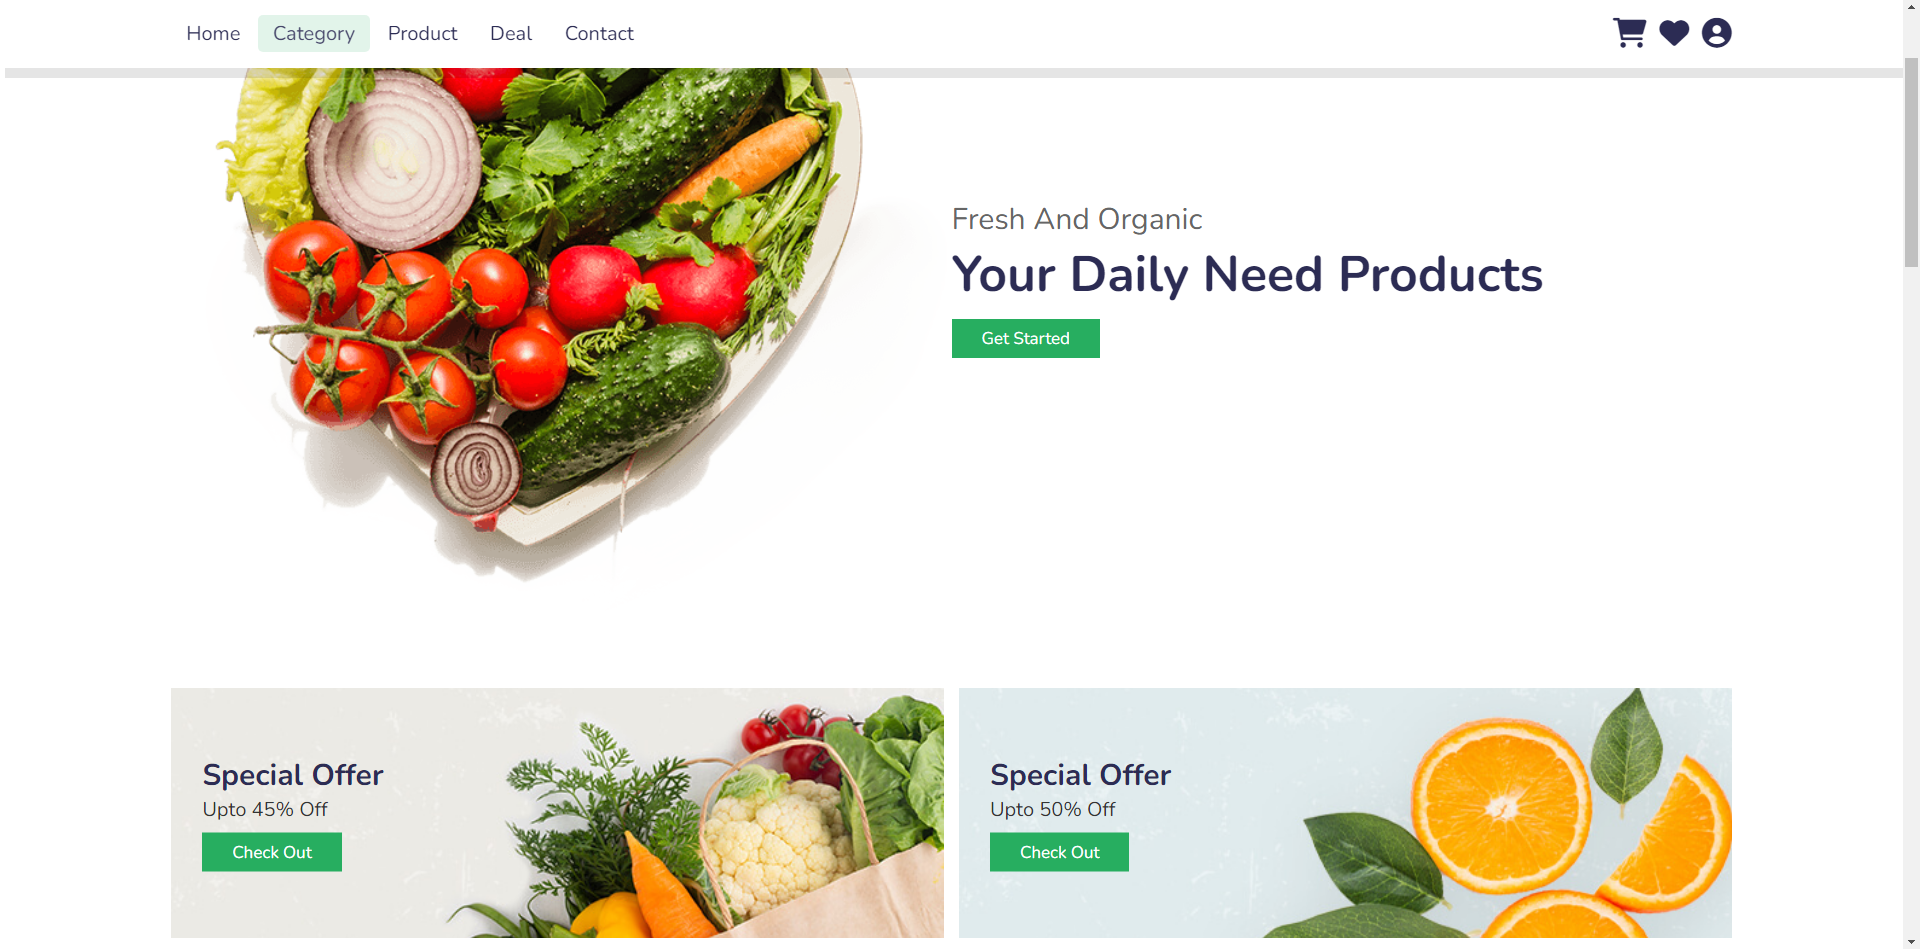 Home
Category
Product
Deal
Contact
Fresh And Organic
Your Daily Need Products
Get Started
Special Offer
Upto 45% Off
Check Out
Special Offer
Upto 50% Off
Check Out